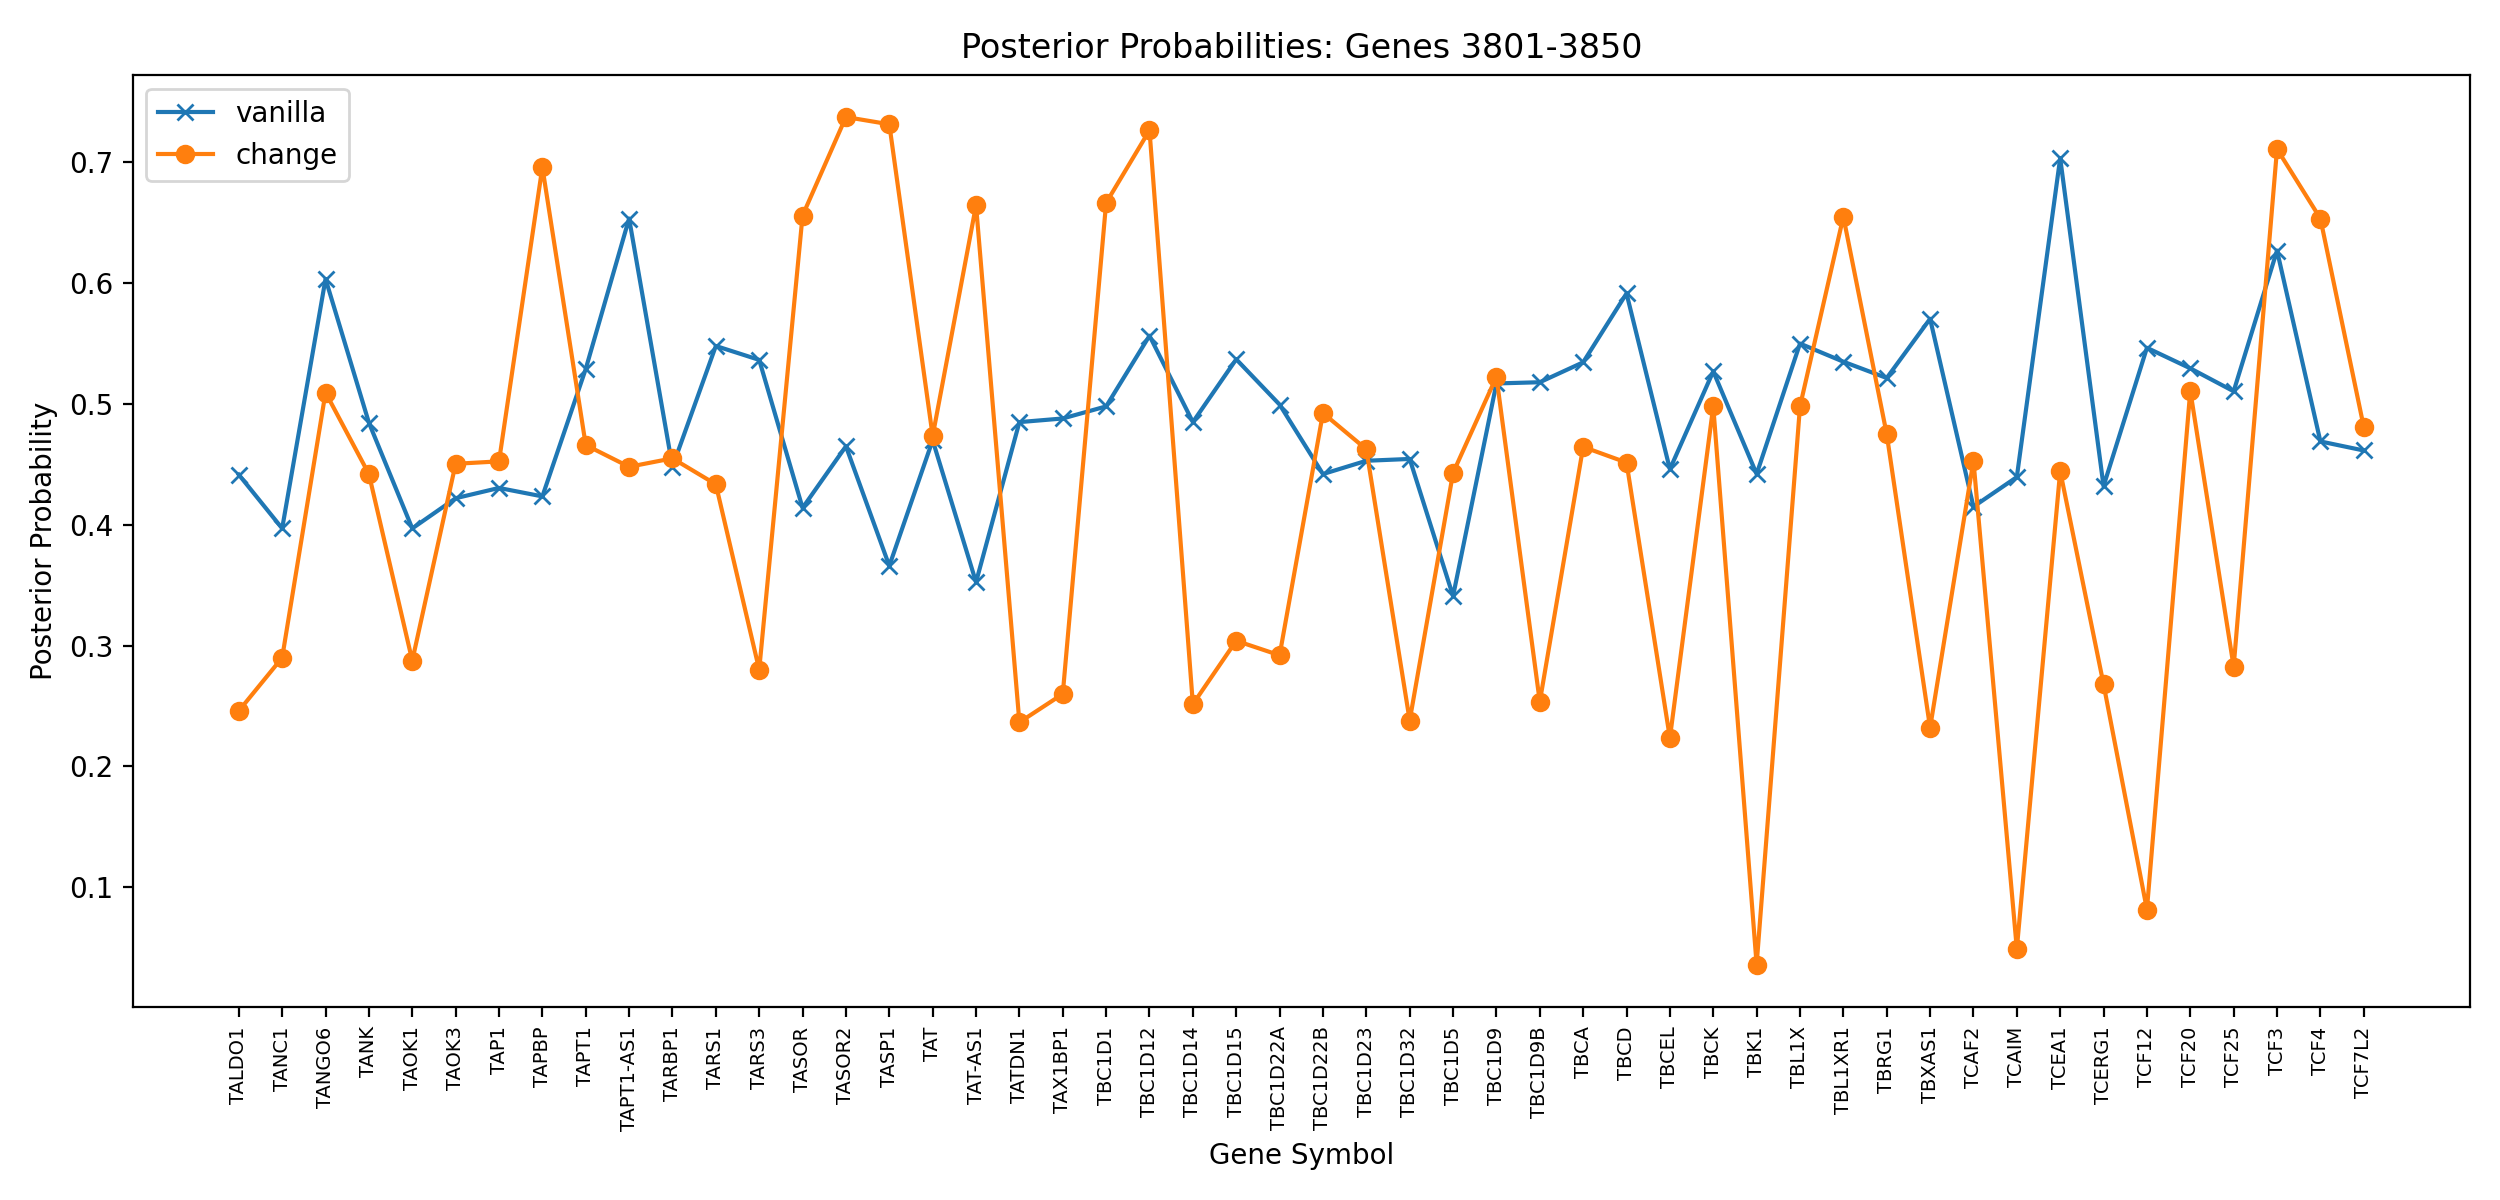 Posterior Probabilities: Genes 3801-3850
vanilla
change
Posterior Probability
0.7
0.6
0.5
0.4
0.3
0.2
0.1
TALDO1
TANC1
TANGO6
TANK
TAOK1
TAOK3
TAP1
TAPBP
TAPT1
TAPT1-AS1
TARBP1
TARS1
TARS3
TASOR
TASOR2
TASP1
TAT
TAT-AS1
TATDN1
TAX1BP1
TBC1D1
TBC1D12
TBC1D14
TBC1D15
TBC1D22A
TBC1D22B
TBC1D23
TBC1D32
TBC1D5
TBC1D9
TBC1D9B
TBCA
TBCD
TBCEL
TBCK
TBK1
TBL1X
TBL1XR1
TBRG1
TBXAS1
TCAF2
TCAIM
TCEA1
TCERG1
TCF12
TCF20
TCF25
TCF3
TCF4
TCF7L2
Gene Symbol